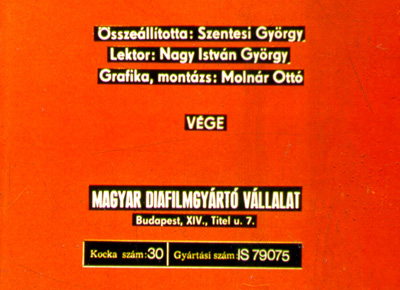 Összeállította: Szentesi György
Lektor: Nagy István György
Grafika, montázs: Molnár Ottó
VÉGE
MAGYAR DIAFILMGYÁRTÓ VÁLLALAT
Budapest, XIV., Titel u. 7.
Kocka szám: 30 Gyártási szám: IS 79075